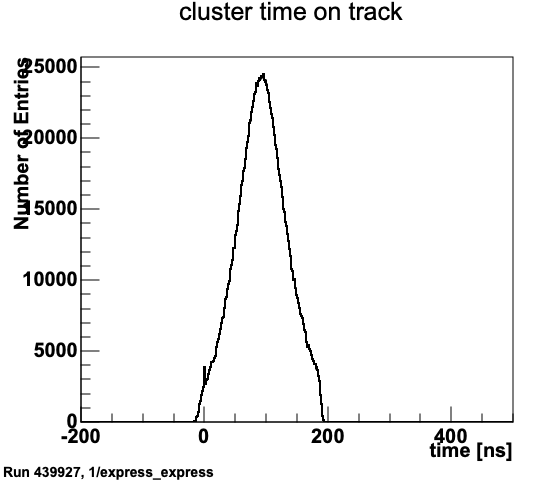 cluster time on track
Number of Entries
25000
20000
15000
10000
5000
0
-200 0 200 400
time [ns]
Run 439927, 1/express_express